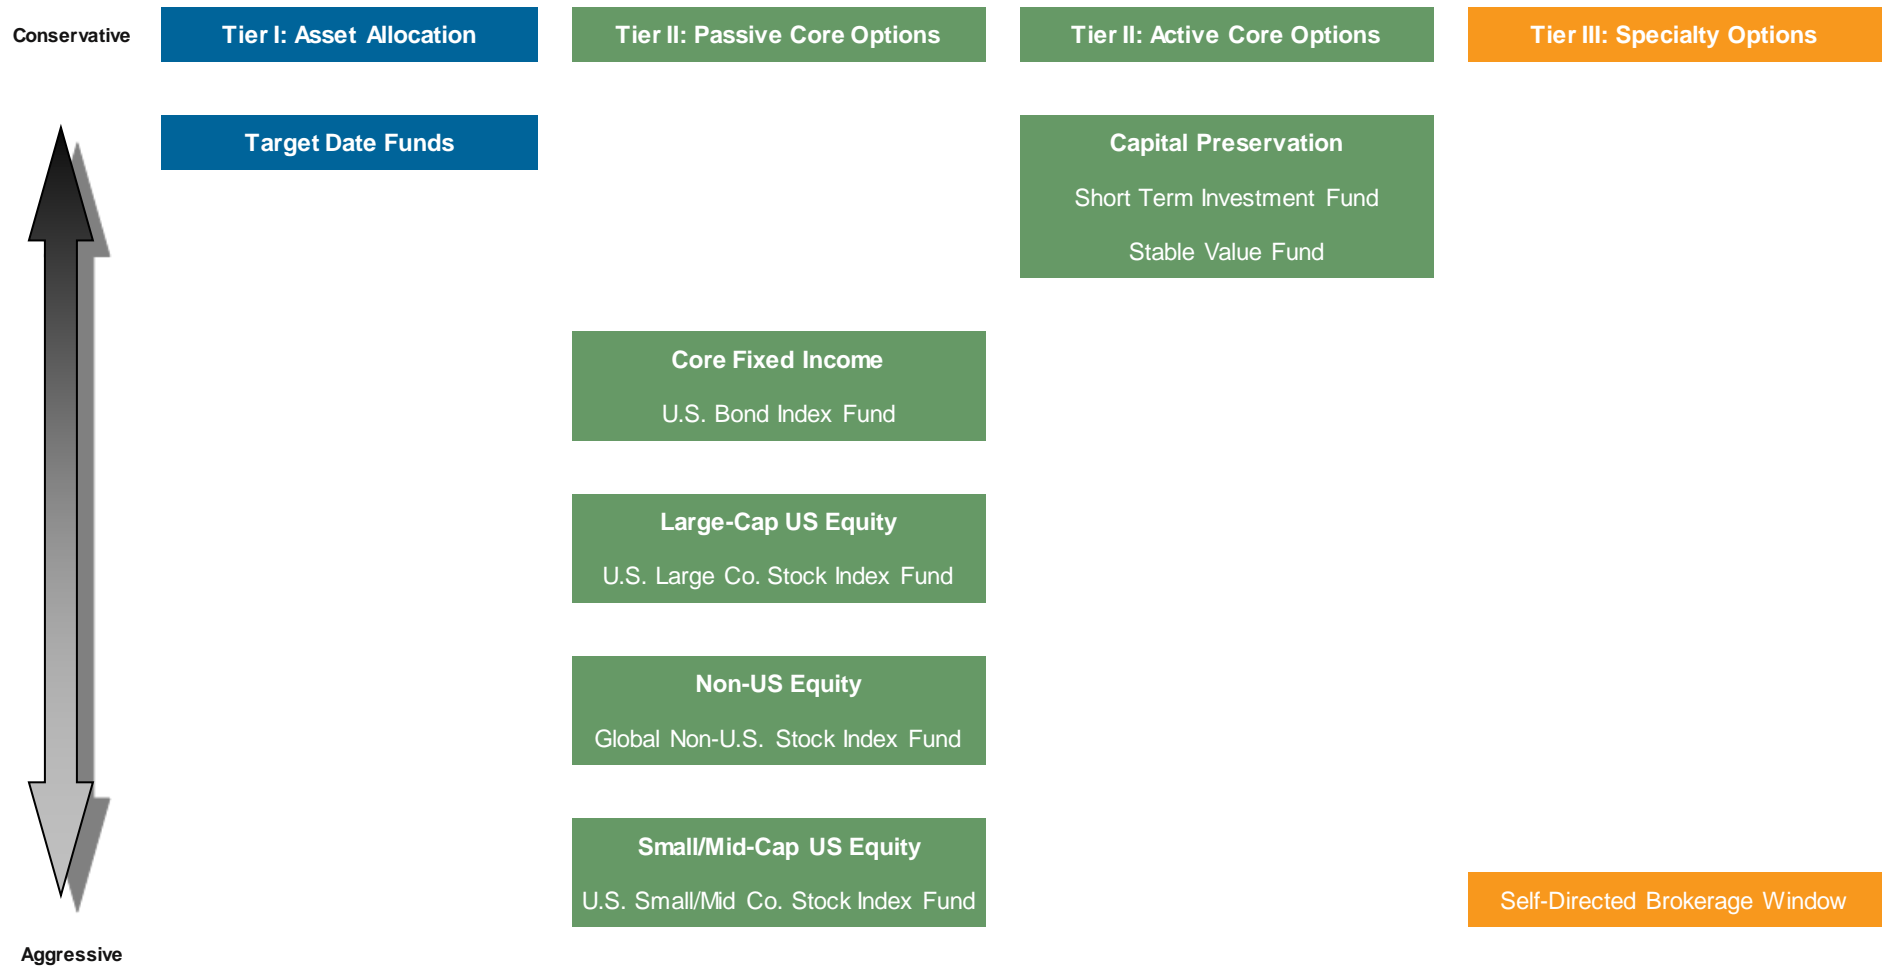 Conservative
Tier I: Asset Allocation
Tier II: Passive Core Options
Tier II: Active Core Options
Tier III: Specialty Options
Target Date Funds
Capital Preservation
Short Term Investment Fund
Stable Value Fund
Core Fixed Income
U.S. Bond Index Fund
Large-Cap US Equity
U.S. Large Co. Stock Index Fund
Non-US Equity
Global Non-U.S. Stock Index Fund
Small/Mid-Cap US Equity
U.S. Small/Mid Co. Stock Index Fund
Self-Directed Brokerage Window
Aggressive